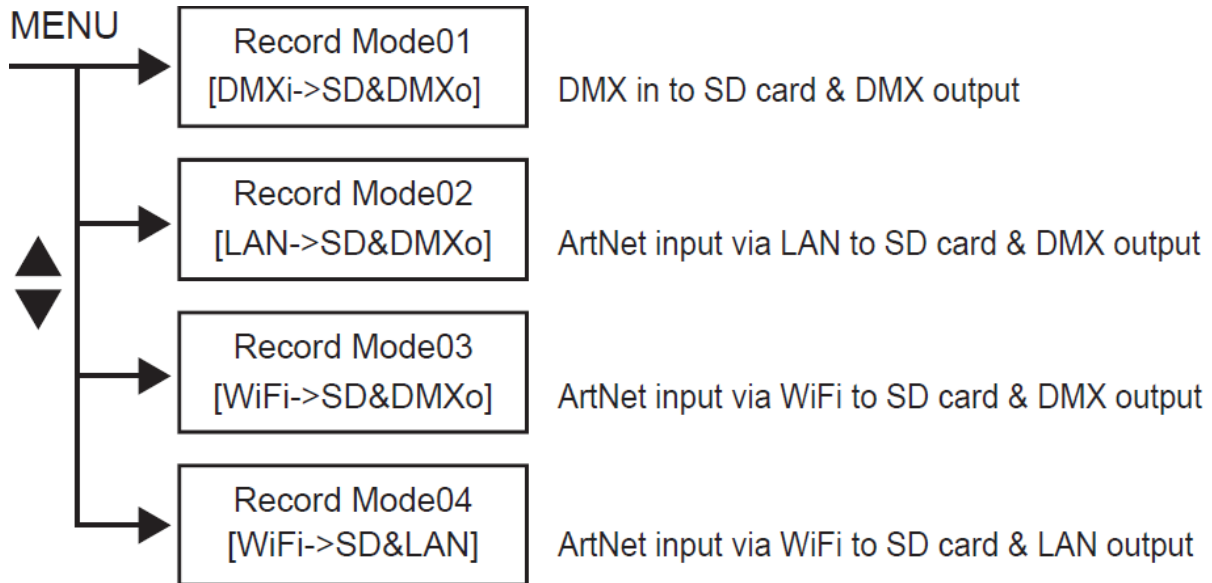 MENU
Record Mode01
[DMXi->SD&DMXo]
DMX in to SD card & DMX output
Record Mode02
[LAN->SD&DMXo]
ArtNet input via LAN to SD card & DMX output
Record Mode03
[WiFi->SD&DMXo]
ArtNet input via WiFi to SD card & DMX output
Record Mode04
[WiFi->SD&LAN]
ArtNet input via WiFi to SD card & LAN output